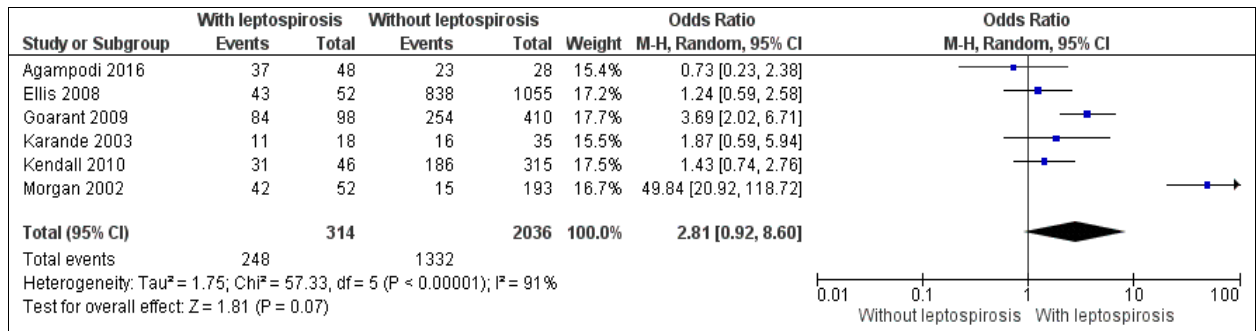 With leptospirosis Without leptospirosis Odds Ratio Odds Ratio
Study or Subgroup Events Total Events Total Weight M-H, Random, 95% CI M-H, Random, 95% CI
Agampodi 2016 37 48 23 28 15.4% 0.73 [0.23, 2.38]
Ellis 2008 43 52 838 1055 17.2% 1.24 [0.59, 2.58]
Goarant 2009 84 98 254 410 17.7% 3.69 [2.02, 6.71]
Karande 2003 11 18 16 35 15.5% 1.87 [0.59, 5.94]
Kendall 2010 31 46 186 315 17.5% 1.43 [0.74, 2.76]
Morgan 2002 42 52 15 193 16.7% 49.84 [20.92, 118.72]
Total (95% CI) 314 2036 100.0% 2.81 [0.92, 8.60]
Total events 248 1332
Heterogeneity: Tau² = 1.75; Chi² = 57.33, df = 5 (P < 0.00001); I² = 91%
Test for overall effect: Z = 1.81 (P = 0.07)
0.01 0.1 1 10 100
Without leptospirosis With leptospirosis